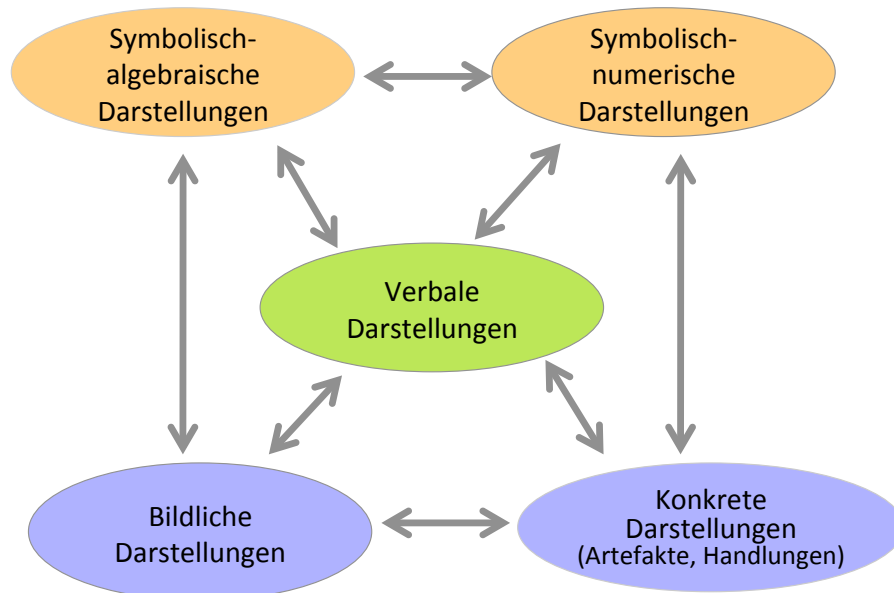 Symbolisch-
algebraische
Darstellungen
Symbolisch-
numerische
Darstellungen
Verbale
Darstellungen
Bildliche
Darstellungen
Konkrete
Darstellungen
(Artefakte, Handlungen)